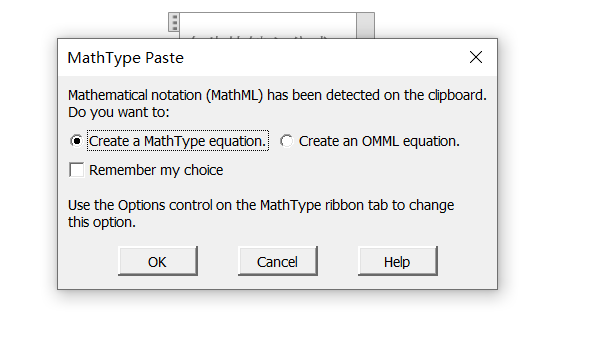 MathType Paste
Mathematical notation (MathML) has been detected on the clipboard.
Do you want to:
Create a MathType equation. Create an OMML equation.
Remember my choice
Use the Options control on the MathType ribbon tab to change
this option.
OK Cancel Help